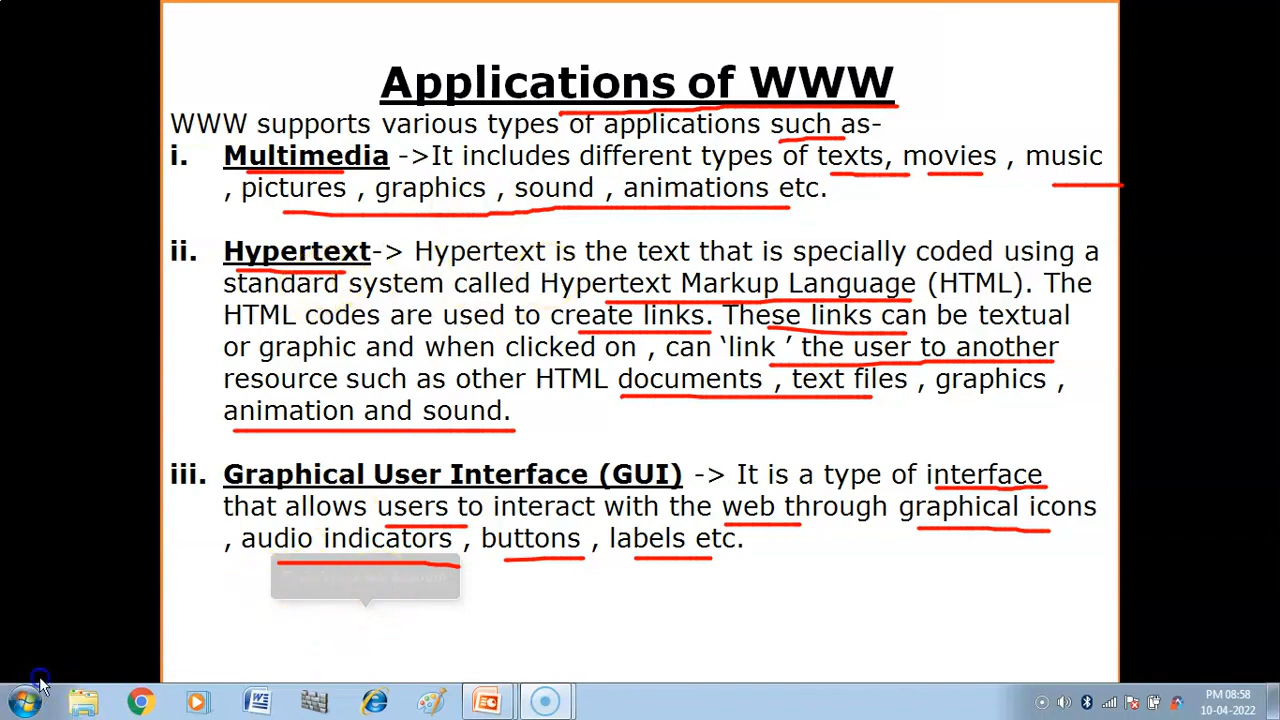 Applications of WWW
WWW supports various types of applications such as-
i. Multimedia ->It includes different types of texts, movies , music
, pictures , graphics , sound , animations etc.
ii. Hypertext-> Hypertext is the text that is specially coded using a
standard system called Hypertext Markup Language (HTML). The
HTML codes are used to create links. These links can be textual
or graphic and when clicked on , can ‘link ’ the user to another
resource such as other HTML documents , text files , graphics ,
animation and sound.
iii. Graphical User Interface (GUI) -> It is a type of interface
that allows users to interact with the web through graphical icons
, audio indicators , buttons , labels etc.
PM 08:58
10-04-2022